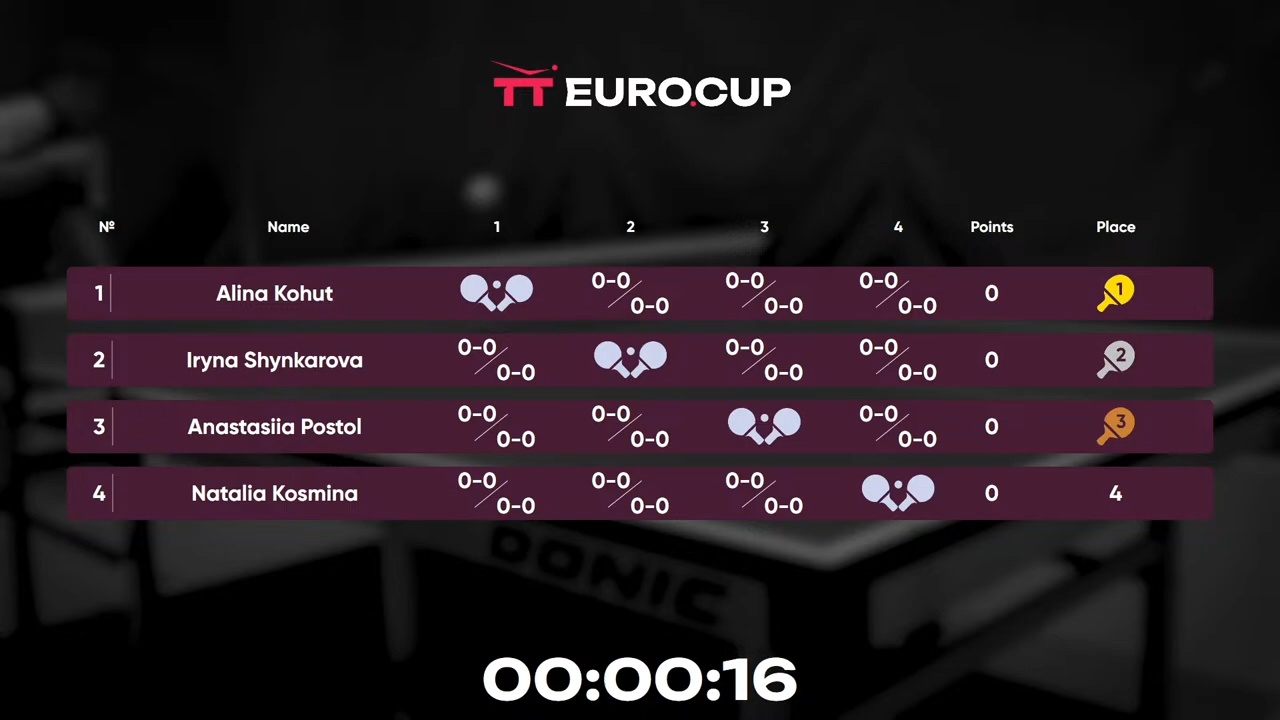 TT EURO.CUP
№ Name 1 2 3 4 Points Place
1 Alina Kohut 0-0 0-0 0-0 0-0 0-0 0-0 0 1
2 Iryna Shynkarova 0-0 0-0 0-0 0-0 0-0 0-0 0 2
3 Anastasiia Postol 0-0 0-0 0-0 0-0 0-0 0-0 0 3
4 Natalia Kosmina 0-0 0-0 0-0 0-0 0-0 0-0 0 4
DONIC
00:00:16